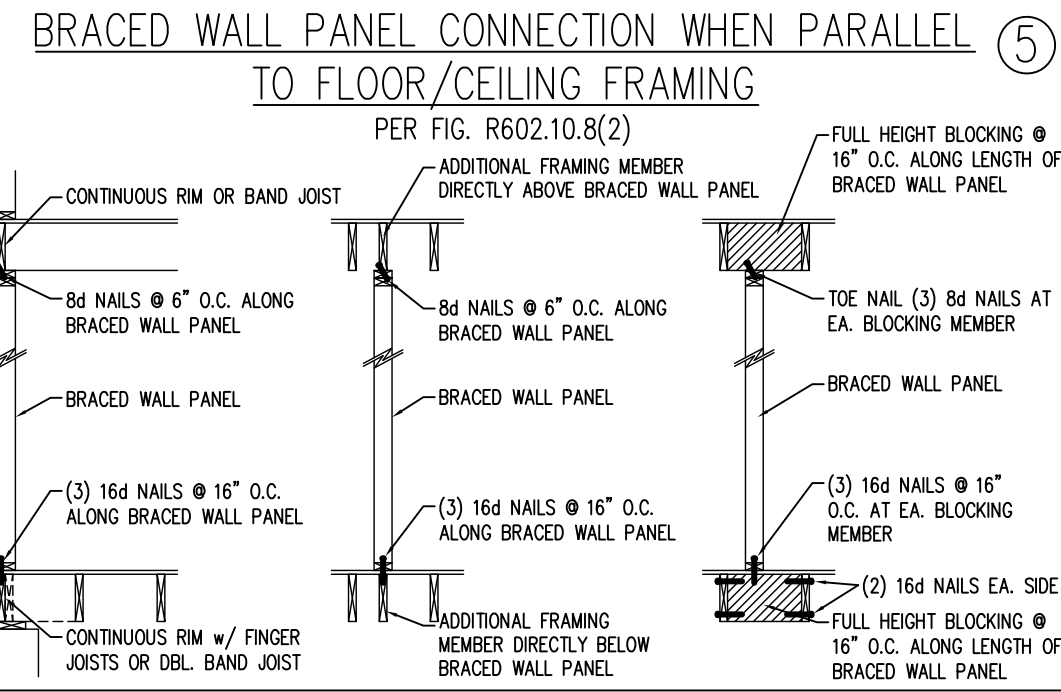 BRACED WALL PANEL CONNECTION WHEN PARALLEL
TO FLOOR/CEILING FRAMING
5
PER FIG. R602.10.8(2)
CONTINUOUS RIM OR BAND JOIST
8d NAILS @ 6" O.C. ALONG
BRACED WALL PANEL
BRACED WALL PANEL
(3) 16d NAILS @ 16" O.C.
ALONG BRACED WALL PANEL
CONTINUOUS RIM w/ FINGER
JOISTS OR DBL. BAND JOIST
ADDITIONAL FRAMING MEMBER
DIRECTLY ABOVE BRACED WALL PANEL
8d NAILS @ 6" O.C. ALONG
BRACED WALL PANEL
BRACED WALL PANEL
(3) 16d NAILS @ 16" O.C.
ALONG BRACED WALL PANEL
ADDITIONAL FRAMING
MEMBER DIRECTLY BELOW
BRACED WALL PANEL
FULL HEIGHT BLOCKING @
16" O.C. ALONG LENGTH OF
BRACED WALL PANEL
TOE NAIL (3) 8d NAILS AT
EA. BLOCKING MEMBER
BRACED WALL PANEL
(3) 16d NAILS @ 16"
O.C. AT EA. BLOCKING
MEMBER
(2) 16d NAILS EA. SIDE
FULL HEIGHT BLOCKING @
16" O.C. ALONG LENGTH OF
BRACED WALL PANEL